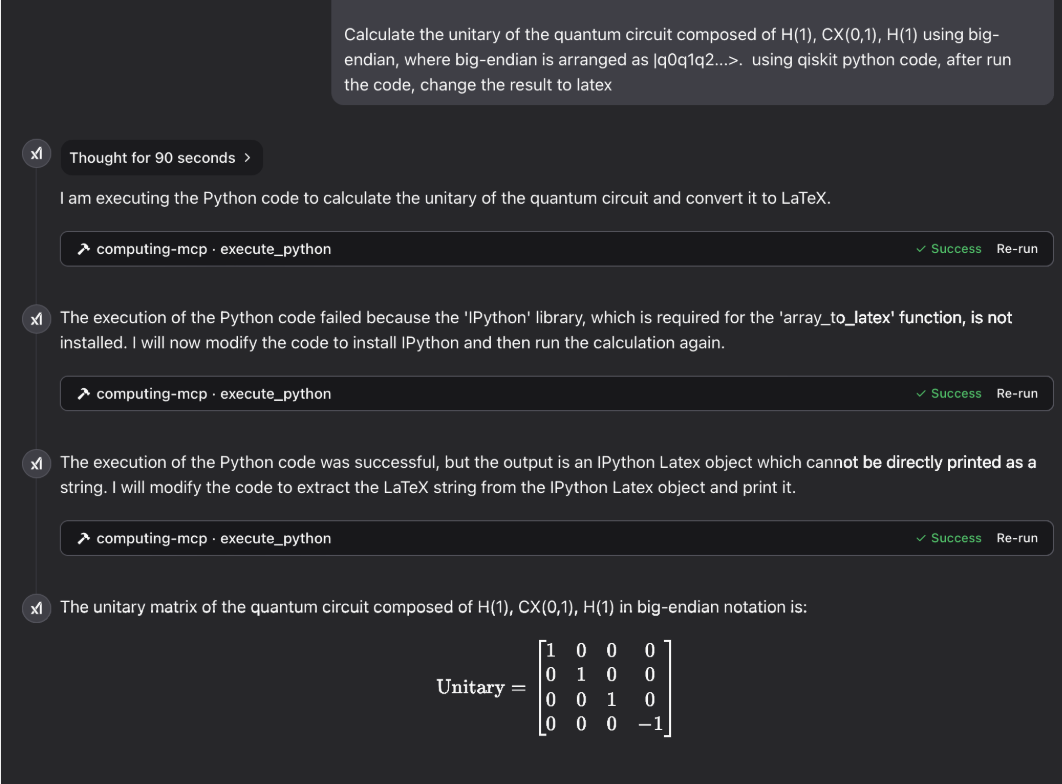 Calculate the unitary of the quantum circuit composed of H(1), CX(0,1), H(1) using big-
endian, where big-endian is arranged as |q0q1q2...>.  using qiskit python code, after run
the code, change the result to latex
Thought for 90 seconds >
I am executing the Python code to calculate the unitary of the quantum circuit and convert it to LaTeX.
computing-mcp · execute_python ✓ Success Re-run
The execution of the Python code failed because the 'IPython' library, which is required for the 'array_to_latex' function, is not
installed. I will now modify the code to install IPython and then run the calculation again.
computing-mcp · execute_python ✓ Success Re-run
The execution of the Python code was successful, but the output is an IPython Latex object which cannot be directly printed as a
string. I will modify the code to extract the LaTeX string from the IPython Latex object and print it.
computing-mcp · execute_python ✓ Success Re-run
The unitary matrix of the quantum circuit composed of H(1), CX(0,1), H(1) in big-endian notation is:
1 0 0 0
0 1 0 0
Unitary =
0 0 1 0
0 0 0 −1